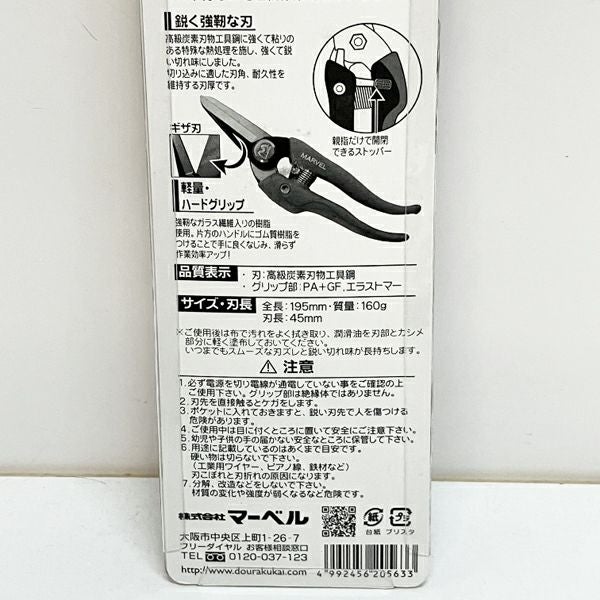 鋭く強靭な刃
高級炭素刃物工具鋼に強くて粘りの
ある特殊な熱処理を施し、強くて鋭
い切れ味にしました。
切り込みに適した刃角、耐久性を
維持する刃厚です。
親指だけで開閉
できるストッパー
ギザ刃
MARVEL
軽量・
ハードグリップ
強靭なガラス繊維入りの樹脂
使用。片方のハンドルにゴム質樹脂を
つけることで手に良くなじみ、滑らず
作業効率アップ!
品質表示
・刃:高級炭素刃物工具鋼
・グリップ部:PA+GF、エラストマー
サイズ・刃長
全長:195mm・質量:160g
刃長:45mm
※ご使用後は布で汚れをよく拭き取り、潤滑油を刃部とカシメ
部分に軽く塗布しておいてください。
いつまでもスムーズな刃ズレと鋭い切れ味が長持ちします。
⚠ 注意
1.必ず電源を切り電線が通電していない事をご確認の上
ご使用下さい。グリップ部は絶縁体ではありません。
2.刃先を直接触るとケガをします。
3.ポケットに入れておきますと、鋭い刃先で人を傷つける
危険があります。
4.ご使用中は目に付くところに置いて安全にご注意下さい。
5.幼児や子供の手の届かない安全なところに保管して下さい。
6.用途に記載しているのはあくまで目安です。
硬い物は切らないで下さい。
(工業用ワイヤー、ピアノ線、鉄材など)
刃こぼれと刃折れの原因になります。
7.分解、改造などをしないで下さい。
材質の変化や強度が弱くなるなど危険です。
株式会社 マーベル
大阪市中央区上町1-26-7
フリーダイヤル お客様相談窓口
TEL 0120-037-123
http://www.dourakukai.com
紙
台紙
プラ
ブリスタ
4 992456 205633